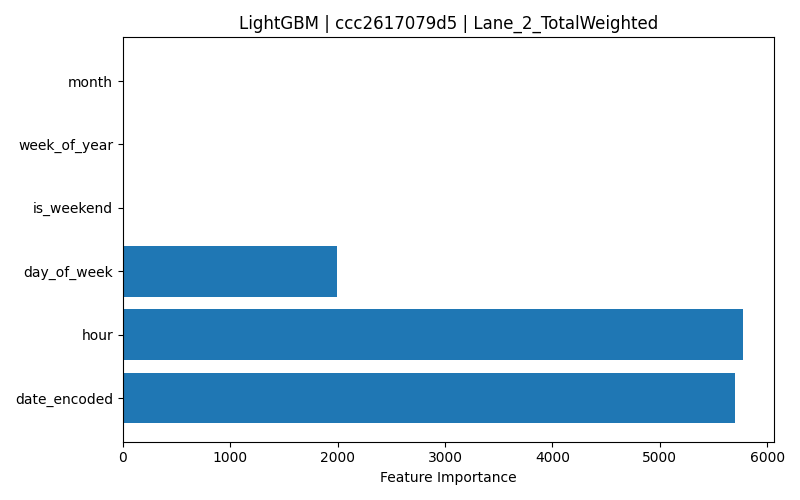 LightGBM | ccc2617079d5 | Lane_2_TotalWeighted
month
week_of_year
is_weekend
day_of_week
hour
date_encoded
0 1000 2000 3000 4000 5000 6000
Feature Importance